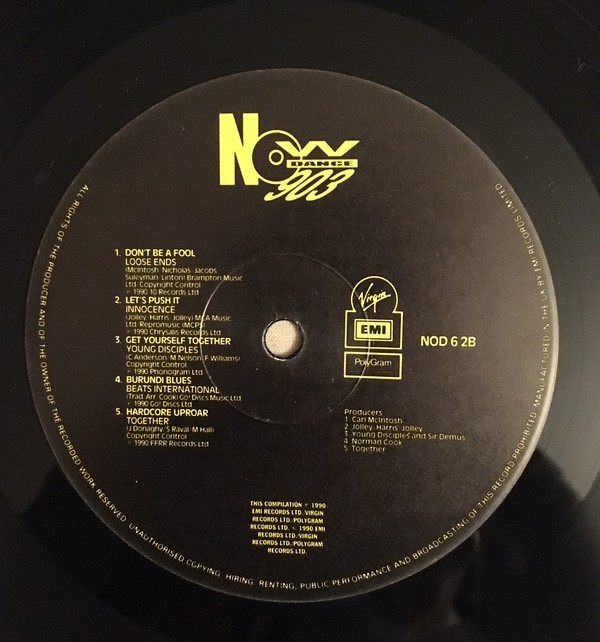 NOW
DANCE
903
1. DON'T BE A FOOL
LOOSE ENDS
(McIntosh Nicholas Jacobs
Suleyman Linton) Brampton Music
Ltd Copyright Control
℗ 1990 10 Records Ltd
2. LET'S PUSH IT
INNOCENCE
(Jolley Harris Jolley) MCA Music
Ltd Repromusic (MCPS)
℗ 1990 Chrysalis Records Ltd
3. GET YOURSELF TOGETHER
YOUNG DISCIPLES
(C Anderson M Nelson F Williams)
Copyright Control
℗ 1990 Phonogram Ltd
4. BURUNDI BLUES
BEATS INTERNATIONAL
(Trad Arr Cook) Go! Discs Music Ltd
℗ 1990 Go! Discs Ltd
5. HARDCORE UPROAR
TOGETHER
(J Donaghy S Raval M Hall)
Copyright Control
℗ 1990 FFRR Records Ltd
Virgin
EMI
PolyGram
NOD 6 2B
Producers
1 Carl McIntosh
2 Jolley Harris Jolley
3 Young Disciples and Sir Demus
4 Norman Cook
5 Together
THIS COMPILATION ℗ 1990
EMI RECORDS LTD./VIRGIN
RECORDS LTD./POLYGRAM
RECORDS LTD. © 1990 EMI
RECORDS LTD./VIRGIN
RECORDS LTD./POLYGRAM
RECORDS LTD.
ALL RIGHTS OF THE PRODUCER AND OF THE OWNER OF THE RECORDED WORK RESERVED. UNAUTHORISED COPYING, HIRING, RENTING, PUBLIC PERFORMANCE AND BROADCASTING OF THIS RECORD PROHIBITED. MANUFACTURED IN THE U.K. BY EMI RECORDS LIMITED